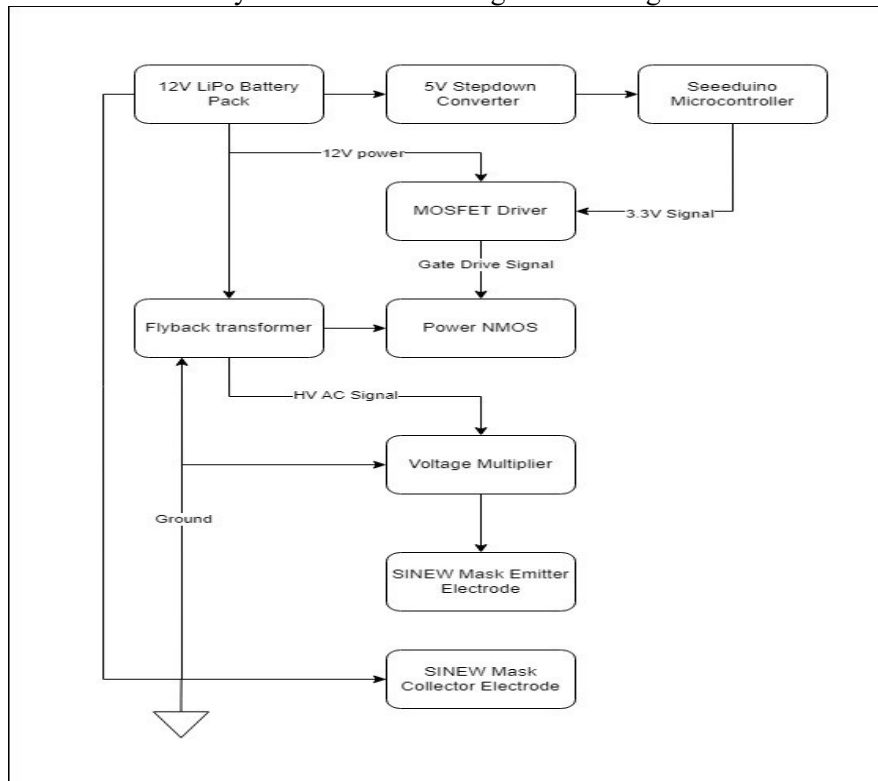 12V LiPo Battery
Pack
5V Stepdown
Converter
Seeeduino
Microcontroller
12V power
MOSFET Driver
3.3V Signal
Gate Drive Signal
Flyback transformer
Power NMOS
HV AC Signal
Voltage Multiplier
Ground
SINEW Mask Emitter
Electrode
SINEW Mask
Collector Electrode